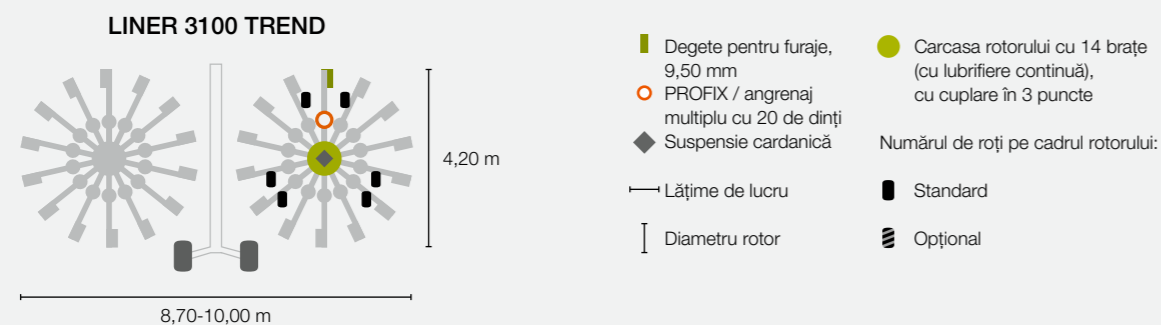 LINER 3100 TREND
4,20 m
8,70-10,00 m
Degete pentru furaje,
9,50 mm
PROFIX / angrenaj
multiplu cu 20 de dinți
Suspensie cardanică
Lățime de lucru
Diametru rotor
Carcasa rotorului cu 14 brațe
(cu lubrifiere continuă),
cu cuplare în 3 puncte
Numărul de roți pe cadrul rotorului:
Standard
Opțional